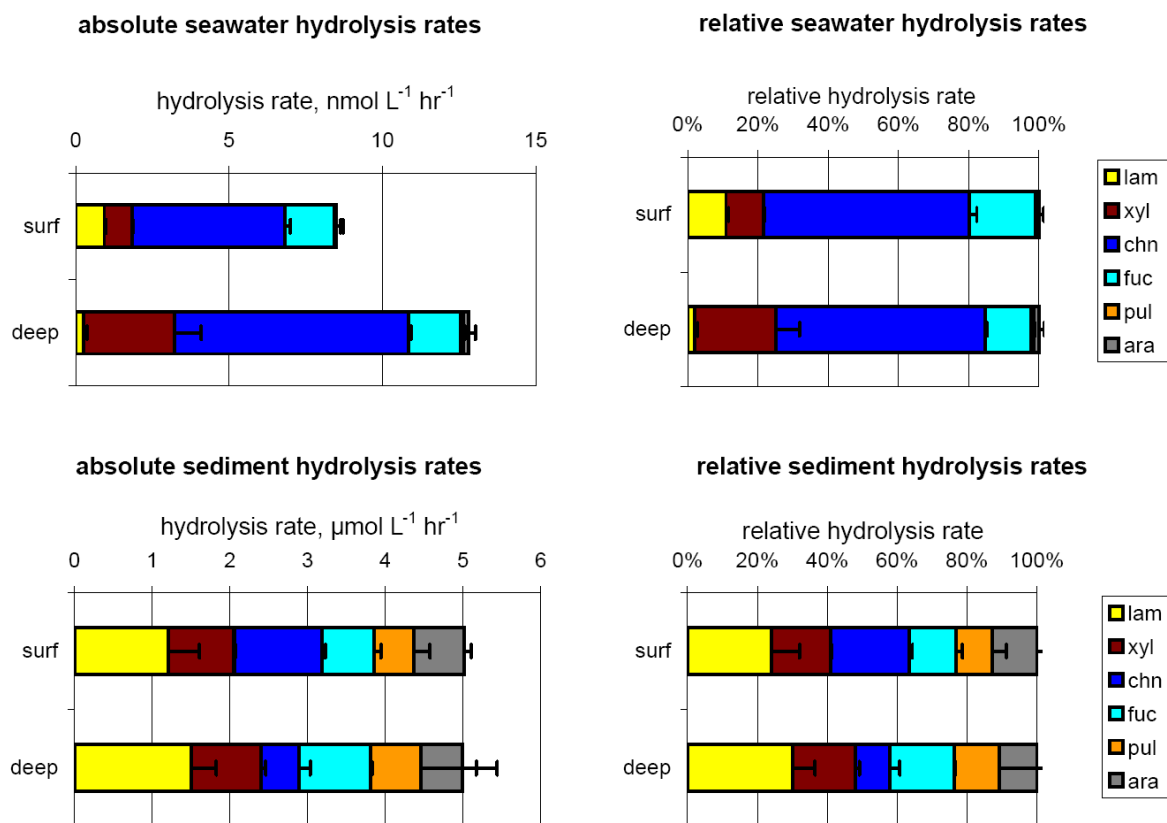 absolute seawater hydrolysis rates
hydrolysis rate, nmol L⁻¹ hr⁻¹
0 5 10 15
surf
deep
relative seawater hydrolysis rates
relative hydrolysis rate
0% 20% 40% 60% 80% 100%
surf
deep
lam
xyl
chn
fuc
pul
ara
absolute sediment hydrolysis rates
hydrolysis rate, µmol L⁻¹ hr⁻¹
0 1 2 3 4 5 6
surf
deep
relative sediment hydrolysis rates
relative hydrolysis rate
0% 20% 40% 60% 80% 100%
surf
deep
lam
xyl
chn
fuc
pul
ara